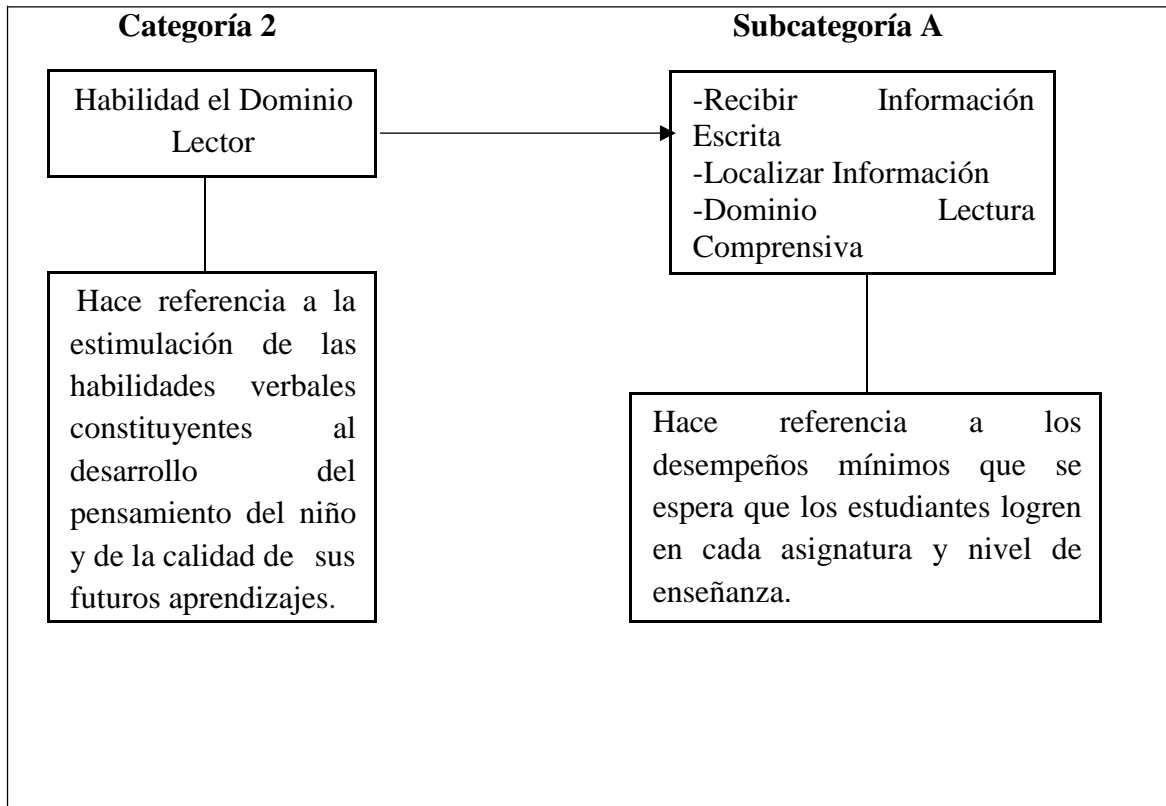 Categoría 2
Subcategoría A
Habilidad el Dominio
Lector
-Recibir Información
Escrita
-Localizar Información
-Dominio Lectura
Comprensiva
Hace referencia a la
estimulación de las
habilidades verbales
constituyentes al
desarrollo del
pensamiento del niño
y de la calidad de sus
futuros aprendizajes.
Hace referencia a los
desempeños mínimos que se
espera que los estudiantes logren
en cada asignatura y nivel de
enseñanza.